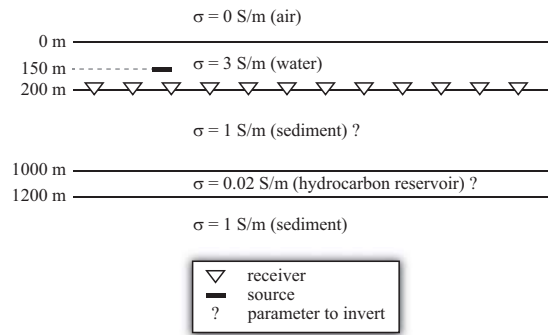 σ = 0 S/m (air)
0 m
150 m
σ = 3 S/m (water)
200 m
σ = 1 S/m (sediment) ?
1000 m
σ = 0.02 S/m (hydrocarbon reservoir) ?
1200 m
σ = 1 S/m (sediment)
receiver
source
? parameter to invert